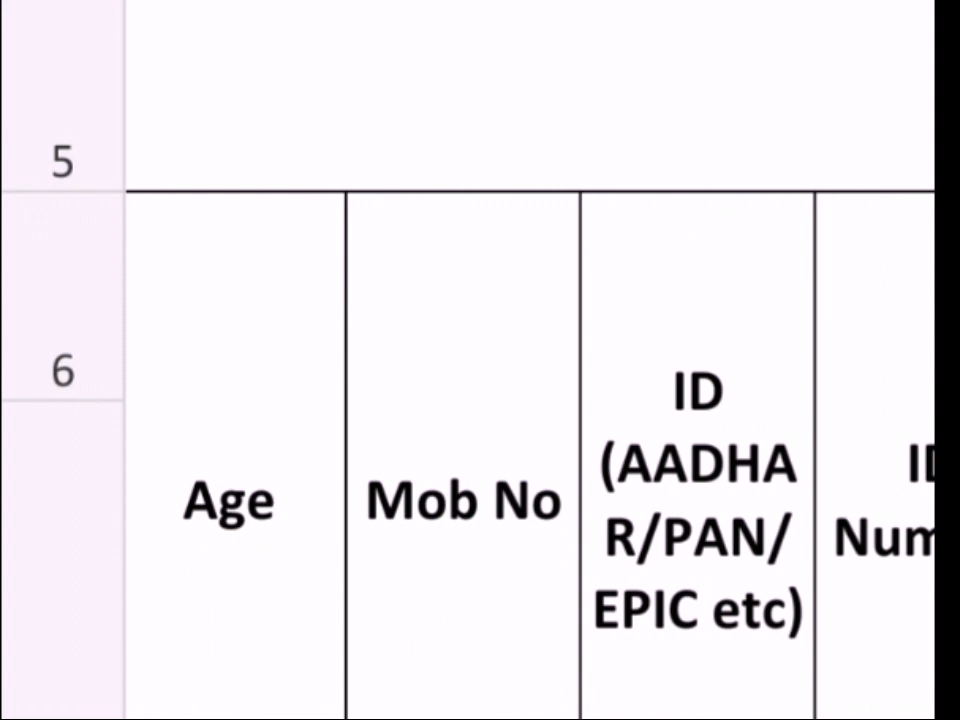 5
6
Age
Mob No
ID
(AADHA
R/PAN/
EPIC etc)